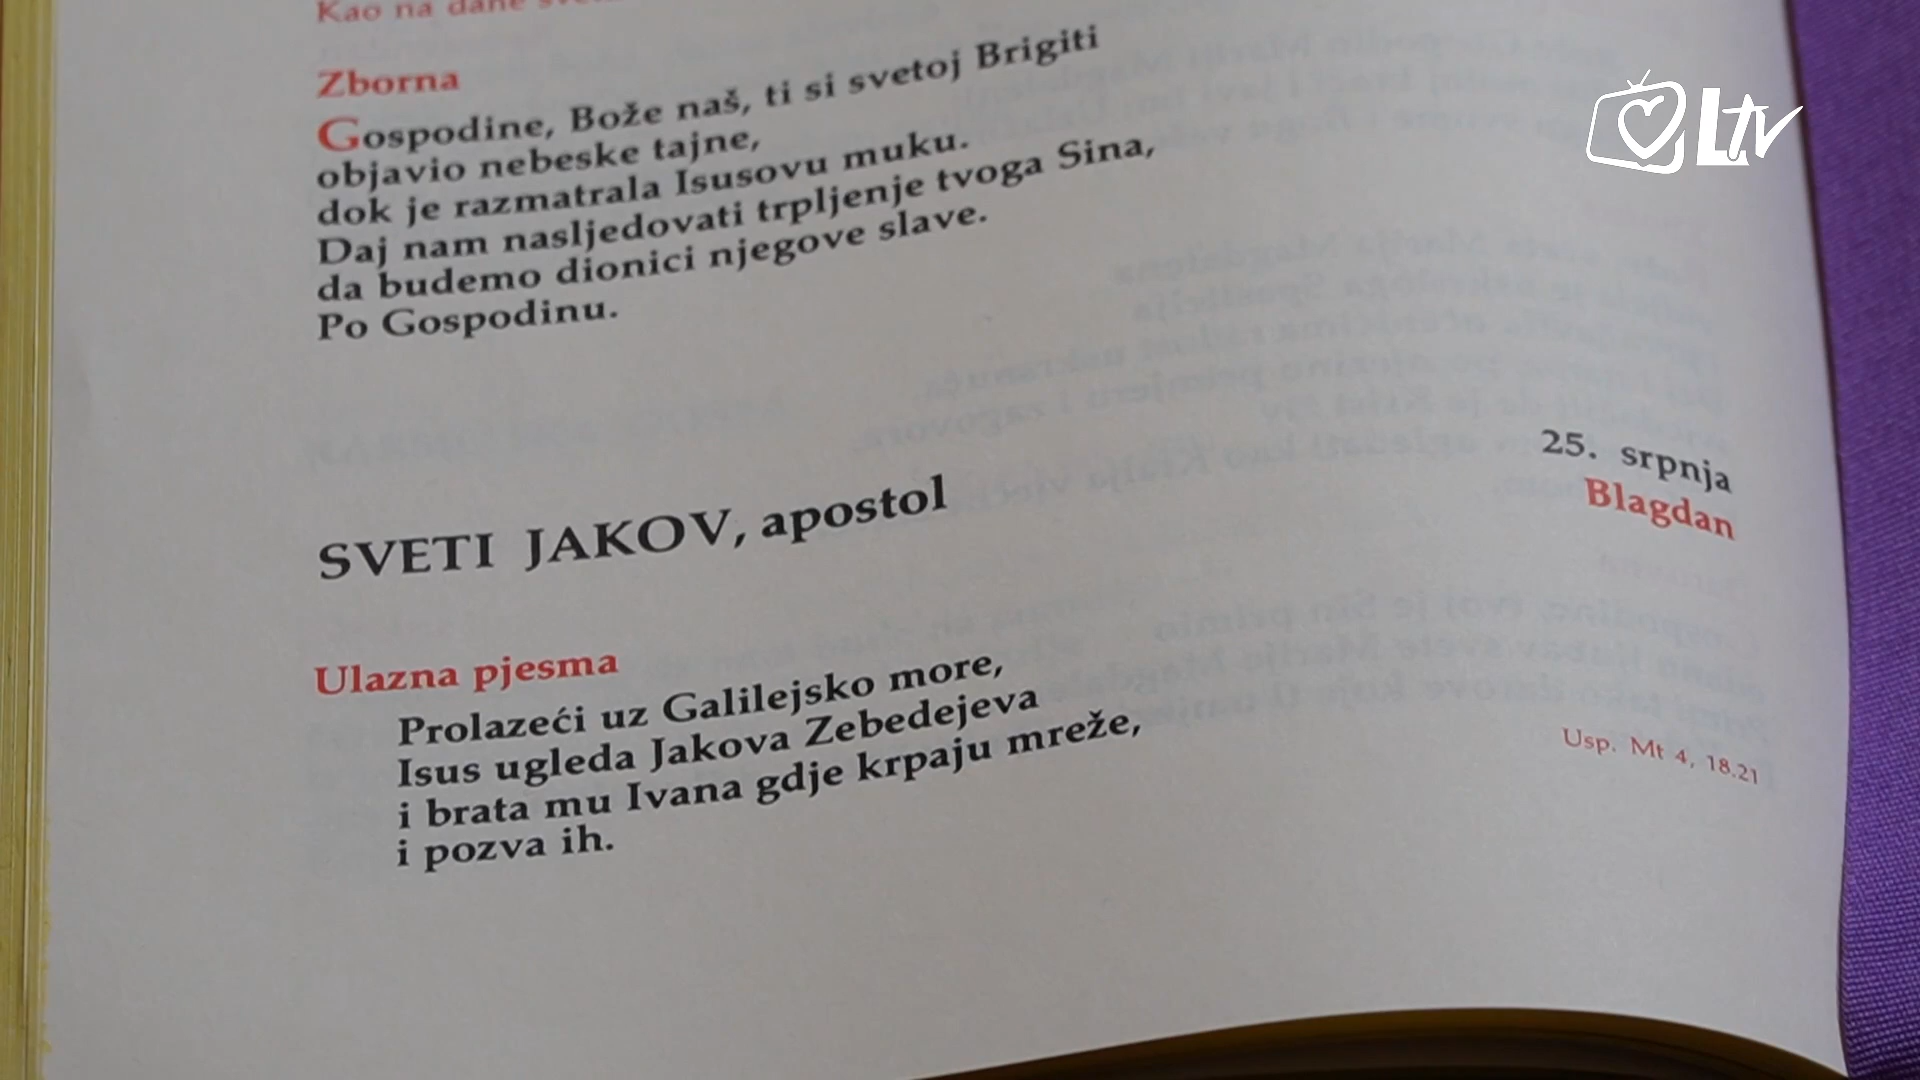 Kao na dane
Zborna
Gospodine, Bože naš, ti si svetoj Brigiti
objavio nebeske tajne,
dok je razmatrala Isusovu muku.
Daj nam nasljedovati trpljenje tvoga Sina,
da budemo dionici njegove slave.
Po Gospodinu.
25. srpnja
Blagdan
SVETI JAKOV, apostol
Ulazna pjesma
Usp. Mt 4, 18.21
Prolazeći uz Galilejsko more,
Isus ugleda Jakova Zebedejeva
i brata mu Ivana gdje krpaju mreže,
i pozva ih.
Ltv